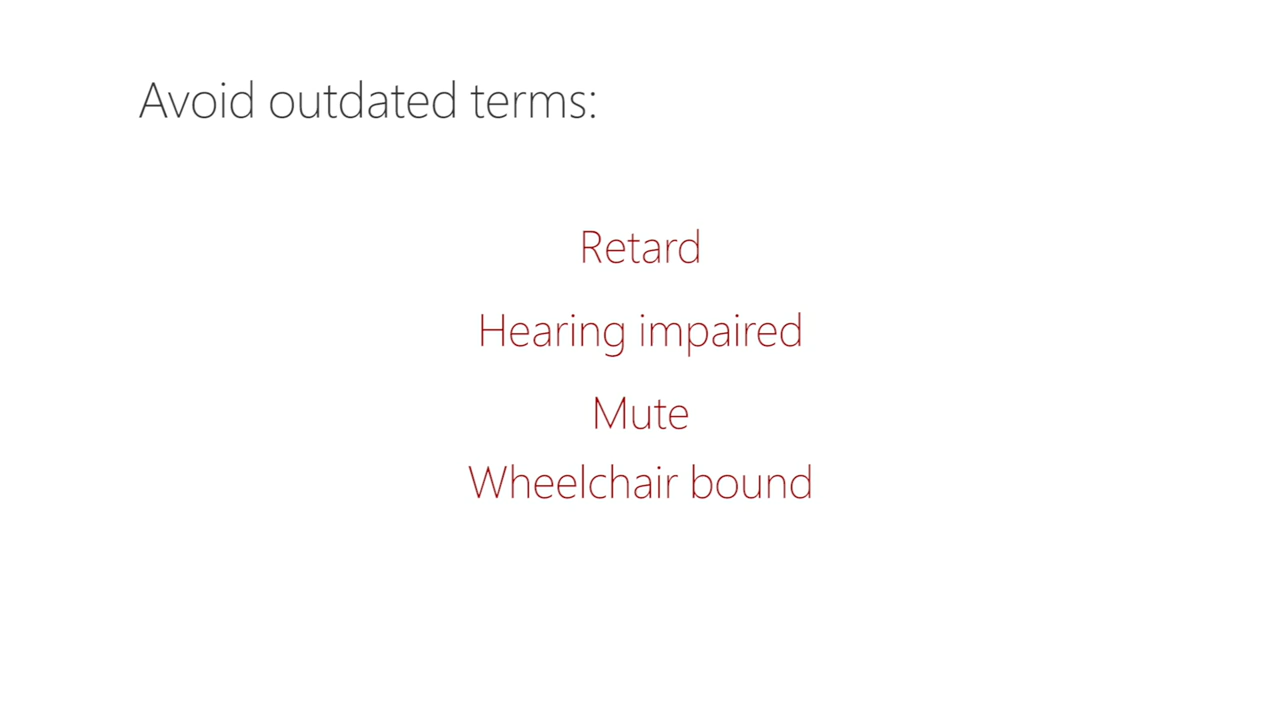 Avoid outdated terms:
Retard
Hearing impaired
Mute
Wheelchair bound